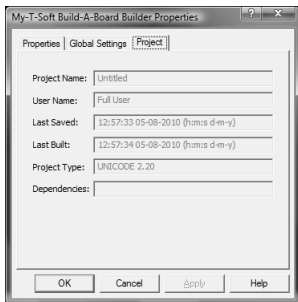 My-T-Soft Build-A-Board Builder Properties
Properties Global Settings Project
Project Name: Untitled
User Name: Full User
Last Saved: 12:57:33 05-08-2010 (h:m:s d-m-y)
Last Built: 12:57:34 05-08-2010 (h:m:s d-m-y)
Project Type: UNICODE 2.20
Dependencies:
OK Cancel Apply Help